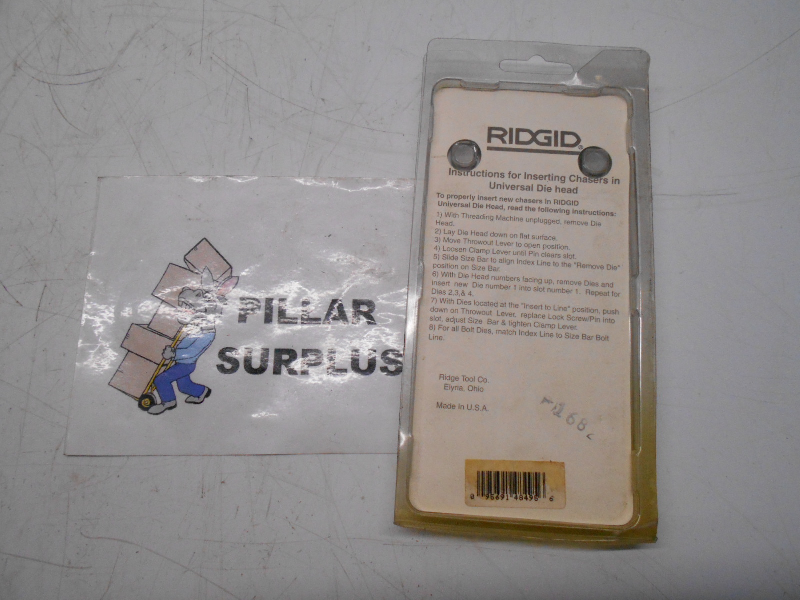 PILLAR
SURPLUS
RIDGID®
Instructions for Inserting Chasers in
Universal Die head
To properly insert new chasers in RIDGID
Universal Die Head, read the following instructions:
1) With Threading Machine unplugged, remove Die
Head.
2) Lay Die Head down on flat surface.
3) Move Throwout Lever to open position.
4) Loosen Clamp Lever until Pin clears slot.
5) Slide Size Bar to align Index Line to the "Remove Die"
position on Size Bar.
6) With Die Head numbers facing up, remove Dies and
insert new Die number 1 into slot number 1. Repeat for
Dies 2,3,& 4.
7) With Dies located at the "Insert to Line" position, push
down on Throwout Lever, replace Lock Screw/Pin into
slot, adjust Size Bar & tighten Clamp Lever.
8) For all Bolt Dies, match Index Line to Size Bar Bolt
Line.
Ridge Tool Co.
Elyria, Ohio
Made in U.S.A.
0 95691 48496 6